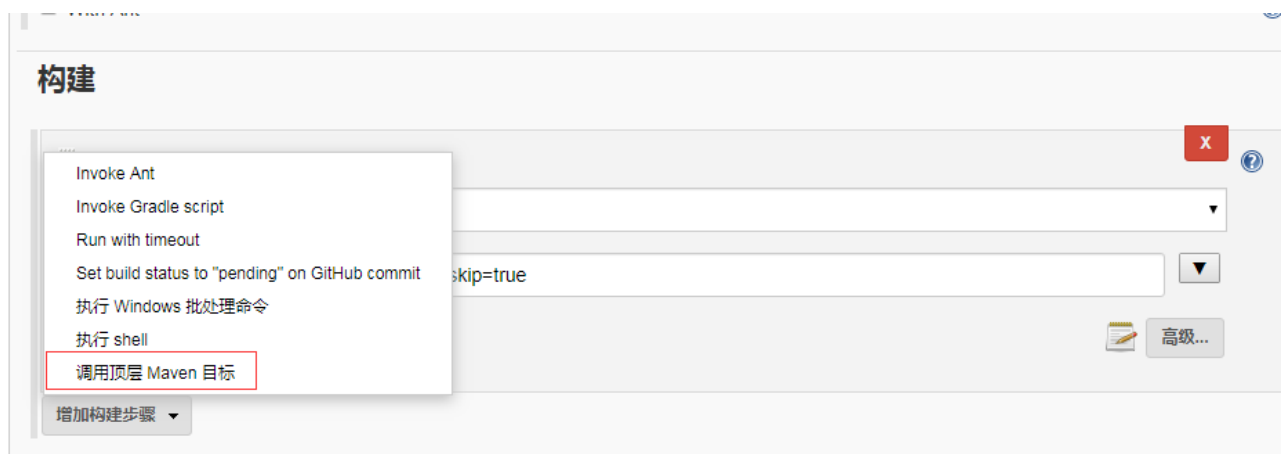 With Ant
构建
X
Invoke Ant
Invoke Gradle script
Run with timeout
Set build status to "pending" on GitHub commit
skip=true
执行 Windows 批处理命令
执行 shell
高级...
调用顶层 Maven 目标
增加构建步骤